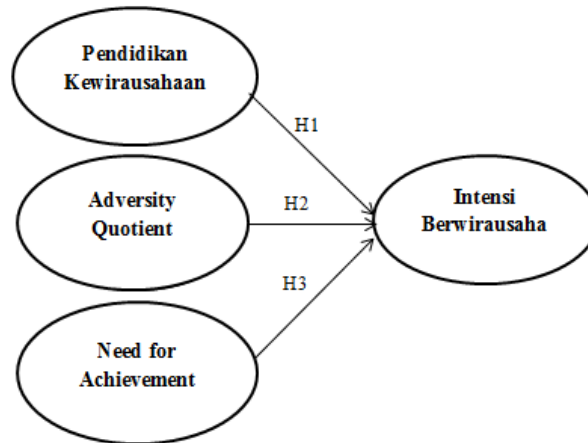 Pendidikan
Kewirausahaan
H1
Adversity
Quotient
H2
Intensi
Berwirausaha
H3
Need for
Achievement